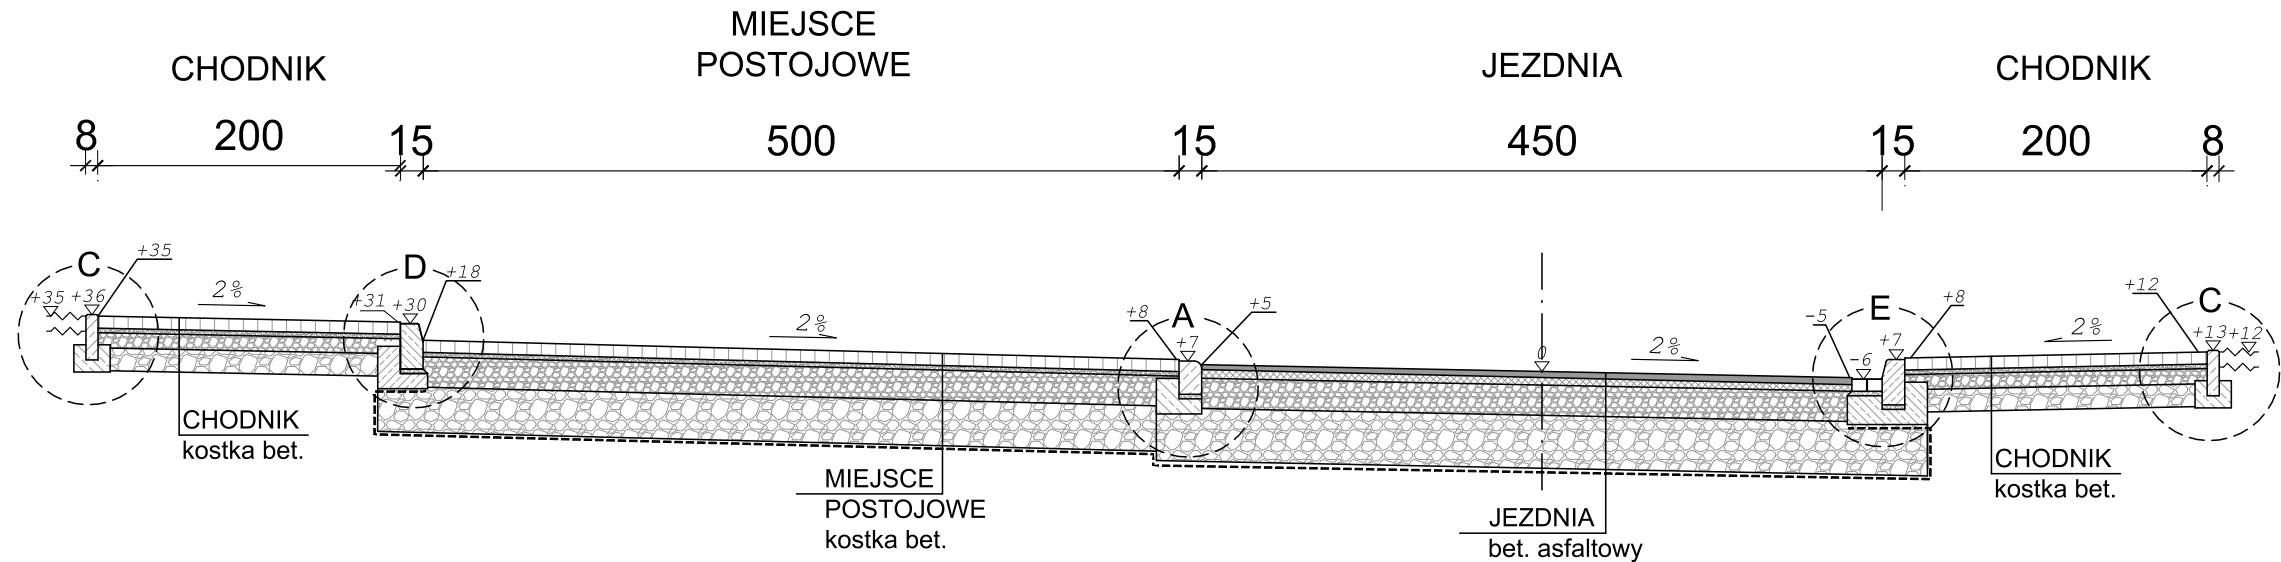 MIEJSCE
POSTOJOWE
CHODNIK
JEZDNIA
CHODNIK
8 200 15 500 15 450 15 200 8
C
+35
+35 +36
2%
D
+18
+31 +30
2%
+8
A
+5
+7
0
2%
-5
E
+8
-6 +7
2%
+12
C
+13 +12
CHODNIK
kostka bet.
MIEJSCE
POSTOJOWE
kostka bet.
JEZDNIA
bet. asfaltowy
CHODNIK
kostka bet.